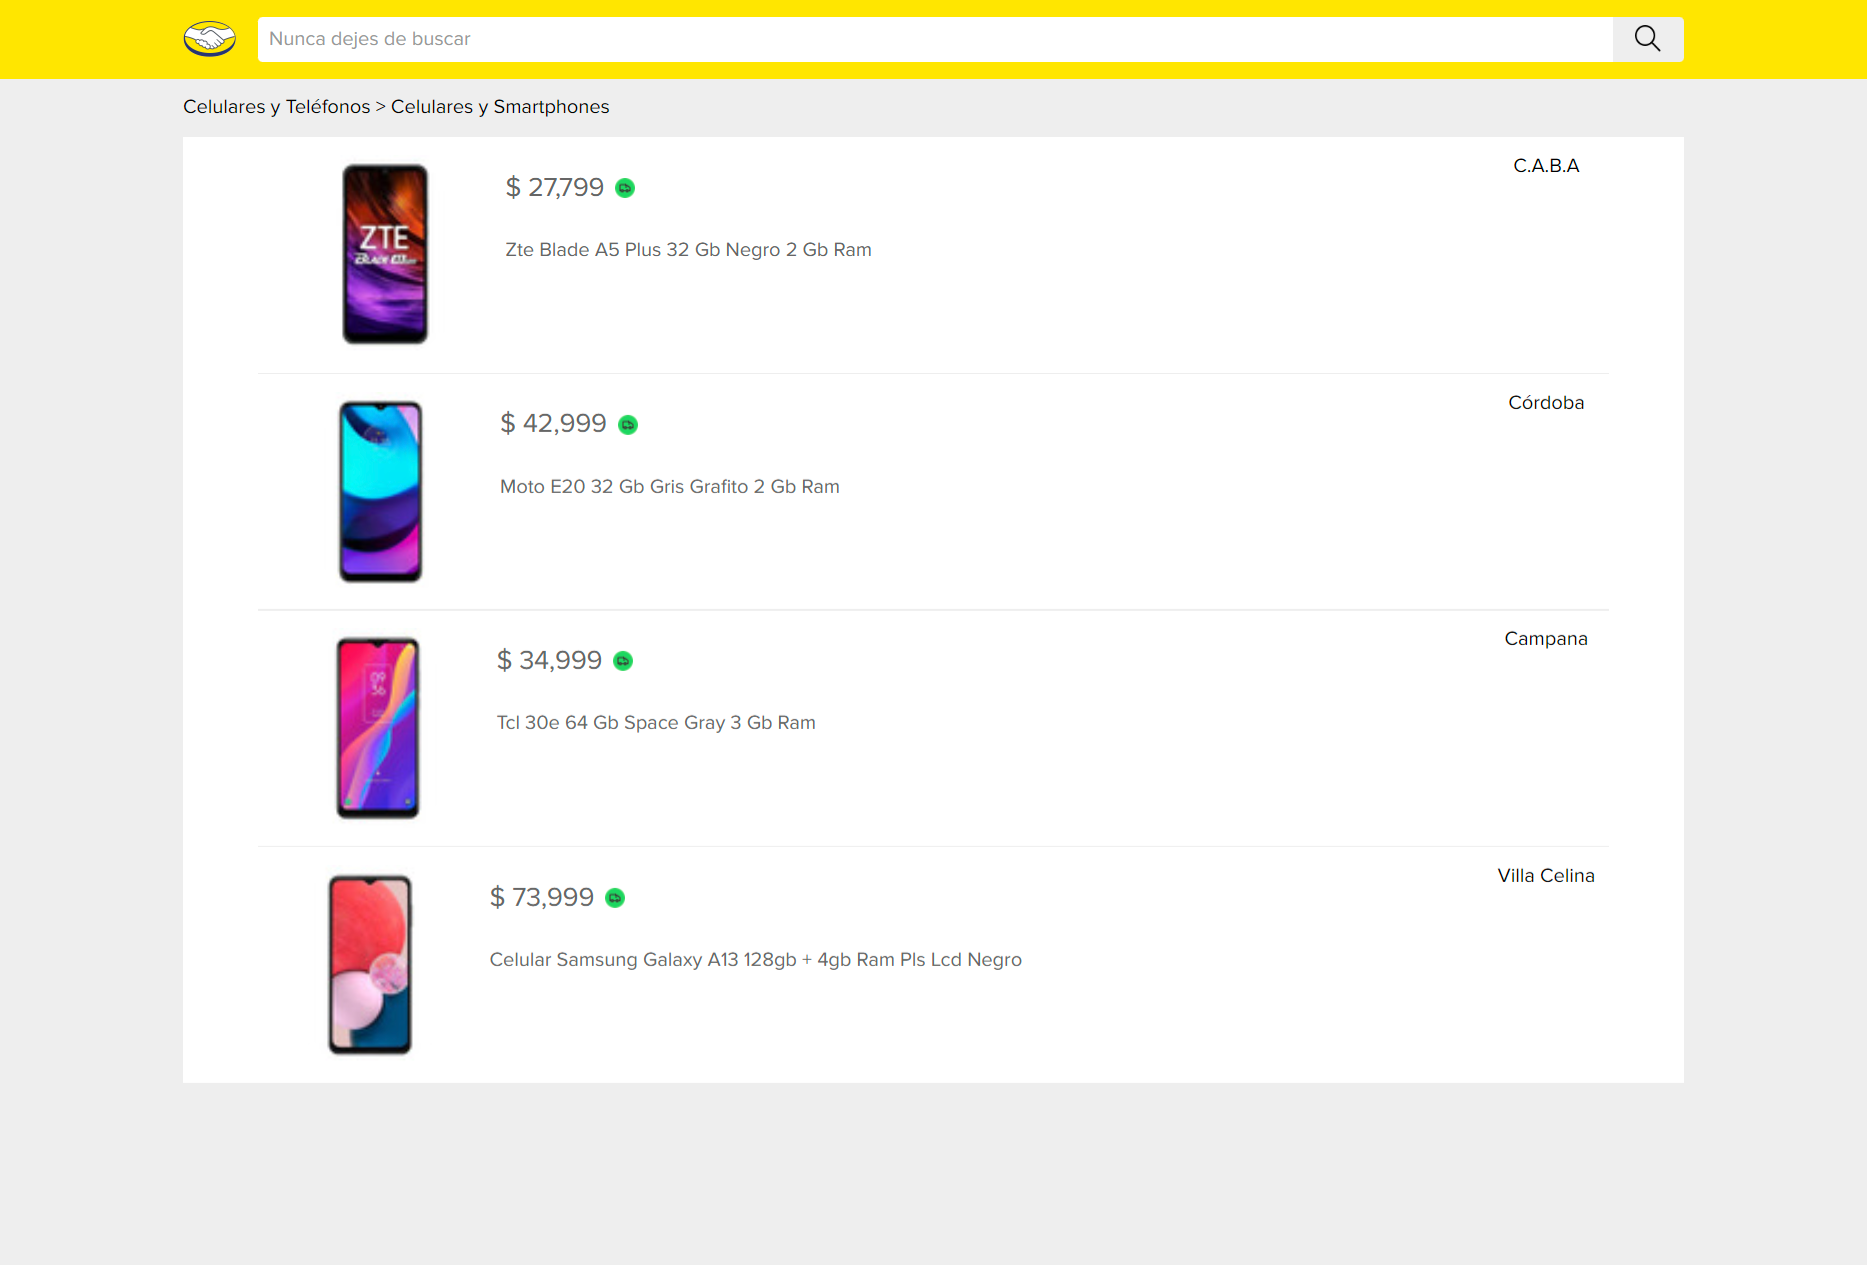 Nunca dejes de buscar
Celulares y Teléfonos > Celulares y Smartphones
C.A.B.A
$ 27,799
ZTE
Zte Blade A5 Plus 32 Gb Negro 2 Gb Ram
Córdoba
$ 42,999
Moto E20 32 Gb Gris Grafito 2 Gb Ram
Campana
$ 34,999
09
36
Tcl 30e 64 Gb Space Gray 3 Gb Ram
Villa Celina
$ 73,999
Celular Samsung Galaxy A13 128gb + 4gb Ram Pls Lcd Negro